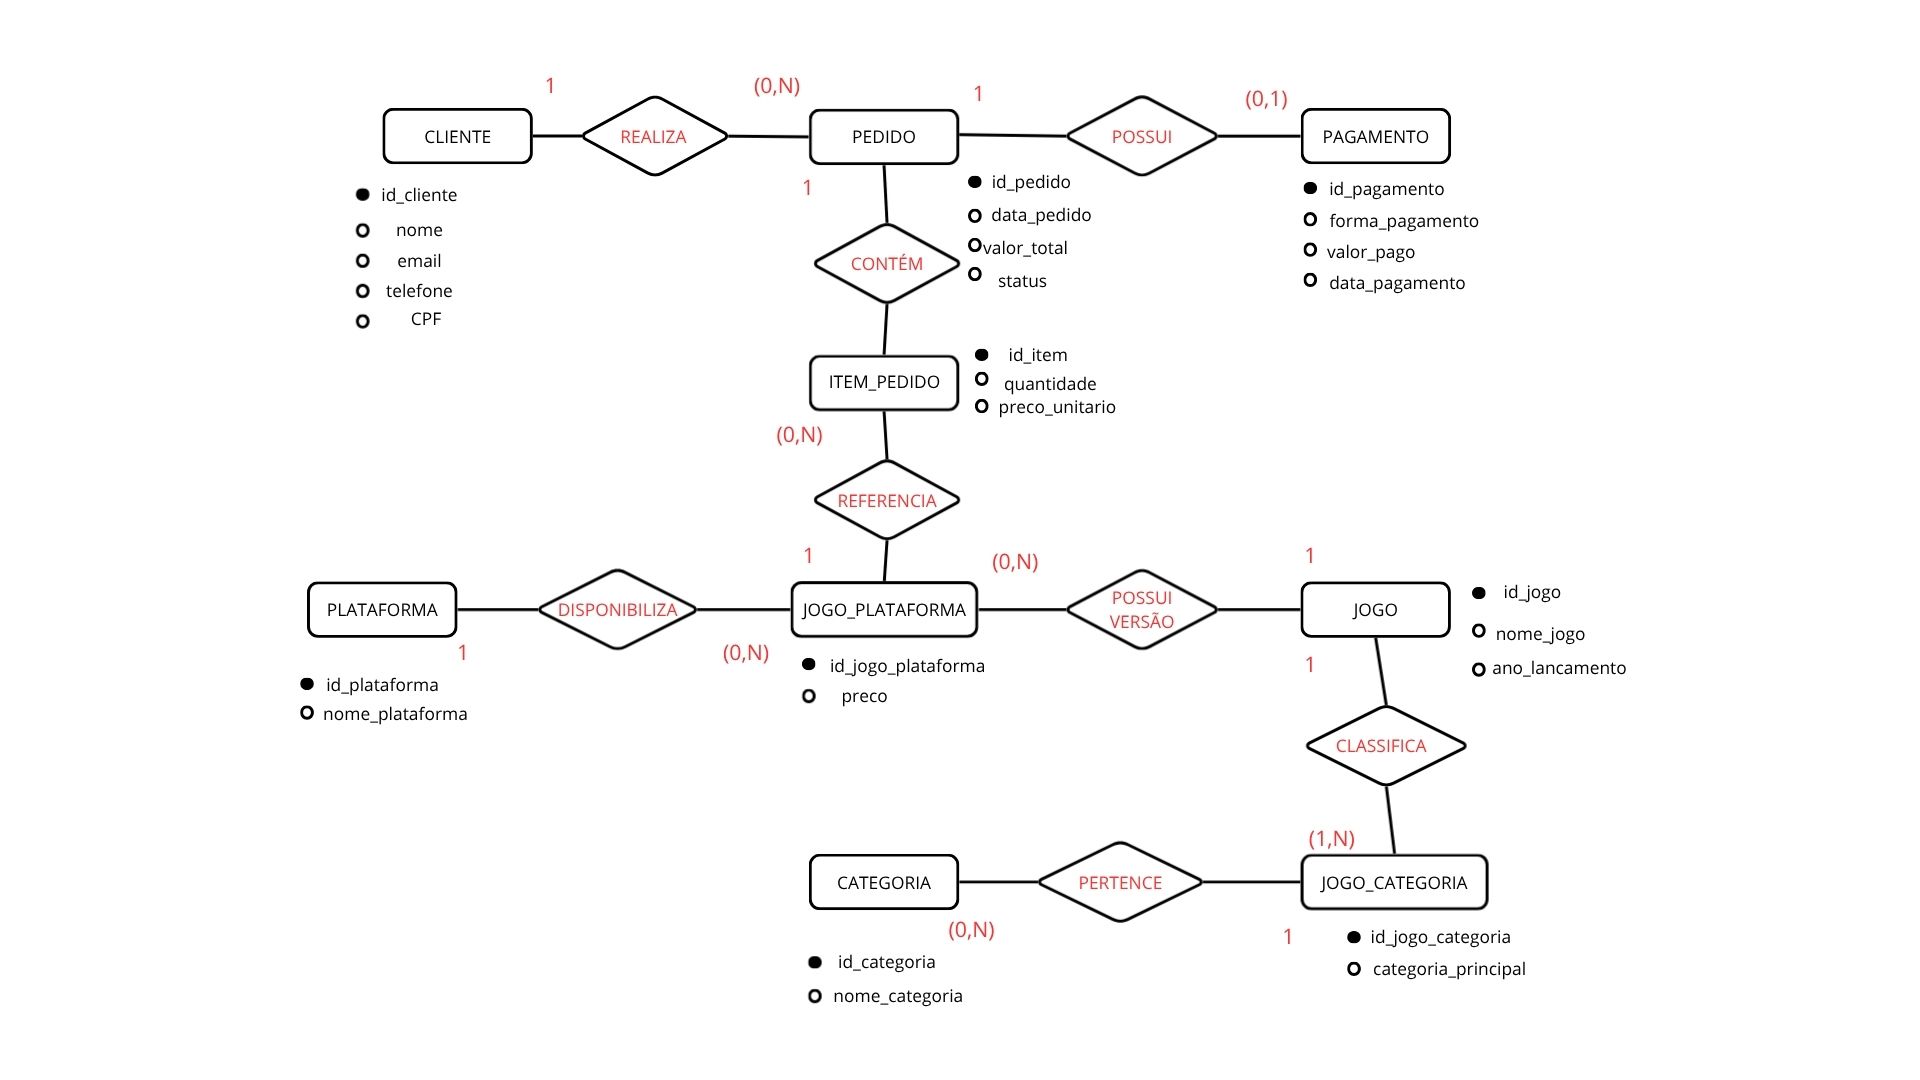 1
(0,N)
1
(0,1)
CLIENTE
REALIZA
PEDIDO
POSSUI
PAGAMENTO
id_cliente
nome
email
telefone
CPF
1
id_pedido
data_pedido
valor_total
status
id_pagamento
forma_pagamento
valor_pago
data_pagamento
CONTÉM
ITEM_PEDIDO
id_item
quantidade
preco_unitario
(0,N)
REFERENCIA
1
(0,N)
1
PLATAFORMA
DISPONIBILIZA
JOGO_PLATAFORMA
POSSUI
VERSÃO
JOGO
id_jogo
nome_jogo
ano_lancamento
1
(0,N)
1
id_plataforma
nome_plataforma
id_jogo_plataforma
preco
CLASSIFICA
(1,N)
CATEGORIA
PERTENCE
JOGO_CATEGORIA
(0,N)
1
id_categoria
nome_categoria
id_jogo_categoria
categoria_principal